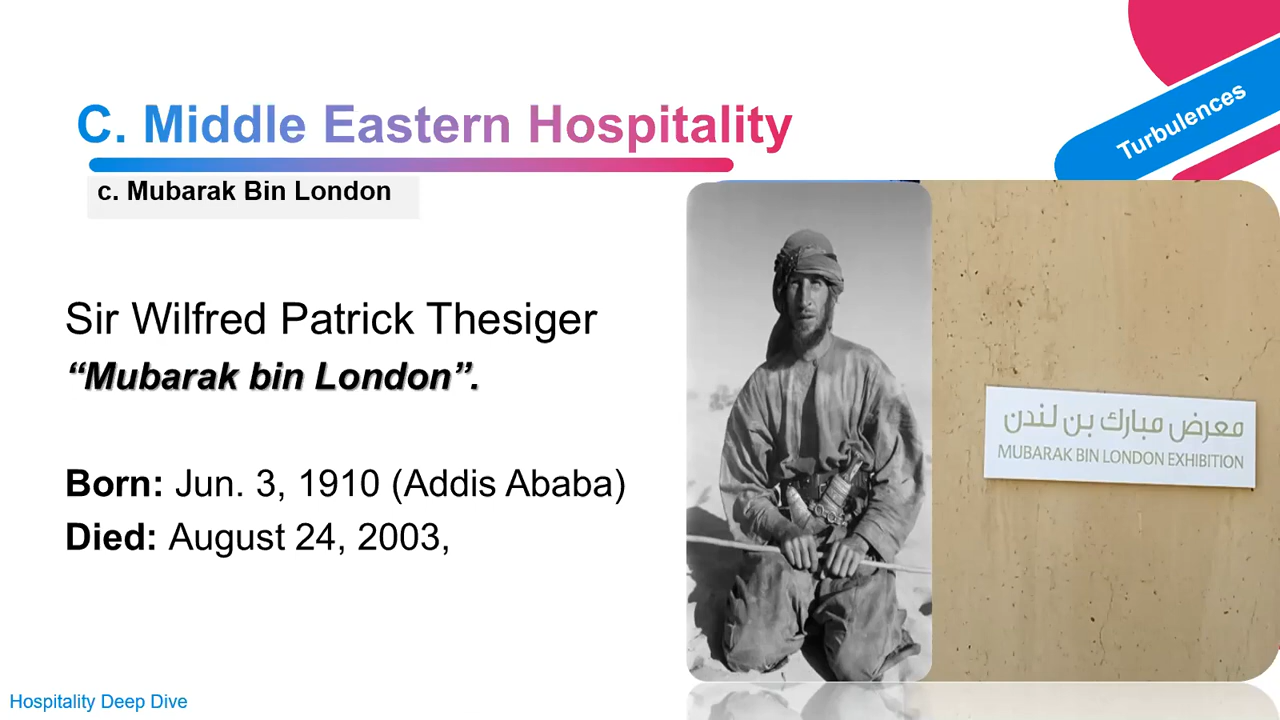 C. Middle Eastern Hospitality
Turbulences
c. Mubarak Bin London
Sir Wilfred Patrick Thesiger
“Mubarak bin London”.
Born: Jun. 3, 1910 (Addis Ababa)
Died: August 24, 2003,
معرض مبارك بن لندن
MUBARAK BIN LONDON EXHIBITION
Hospitality Deep Dive